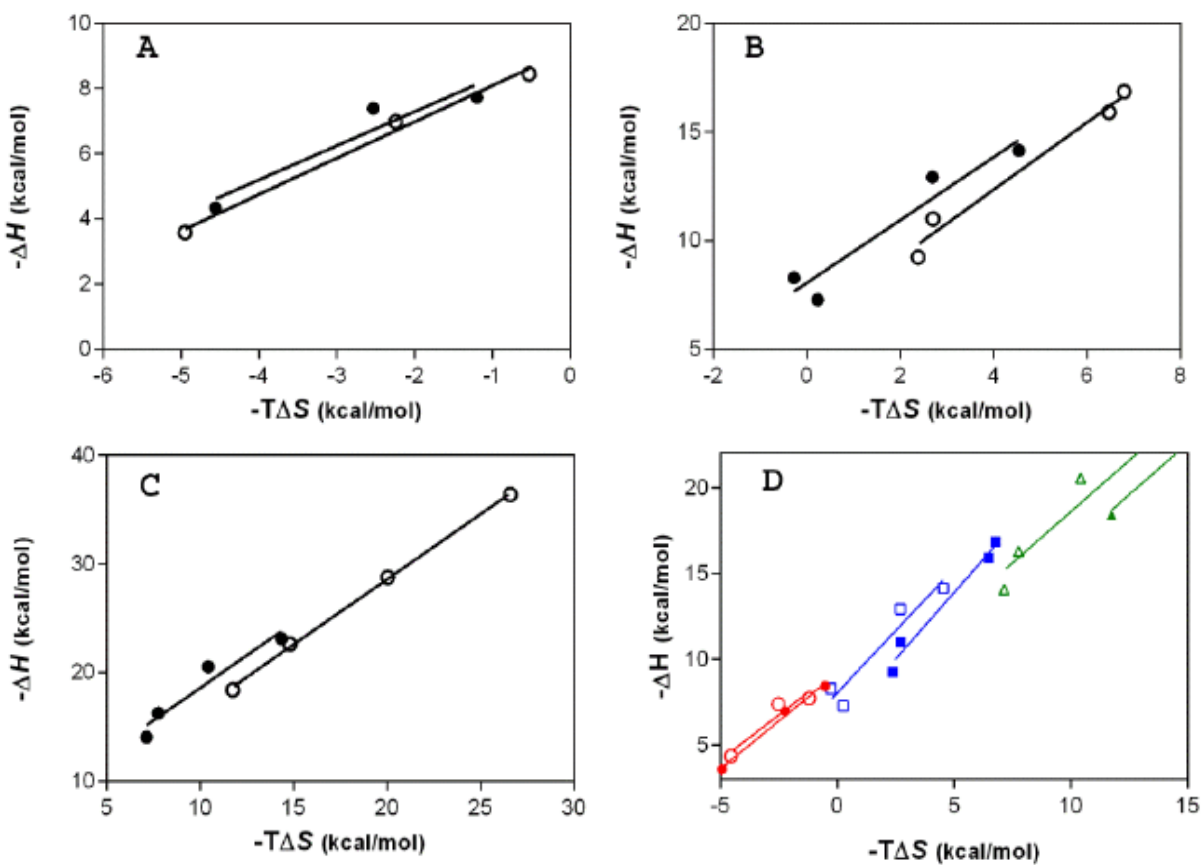 A
10
8
6
4
2
0
-ΔH (kcal/mol)
-6 -5 -4 -3 -2 -1 0
-TΔS (kcal/mol)
B
20
15
10
5
-ΔH (kcal/mol)
-2 0 2 4 6 8
-TΔS (kcal/mol)
C
40
30
20
10
-ΔH (kcal/mol)
5 10 15 20 25 30
-TΔS (kcal/mol)
D
20
15
10
5
-ΔH (kcal/mol)
-5 0 5 10 15
-TΔS (kcal/mol)